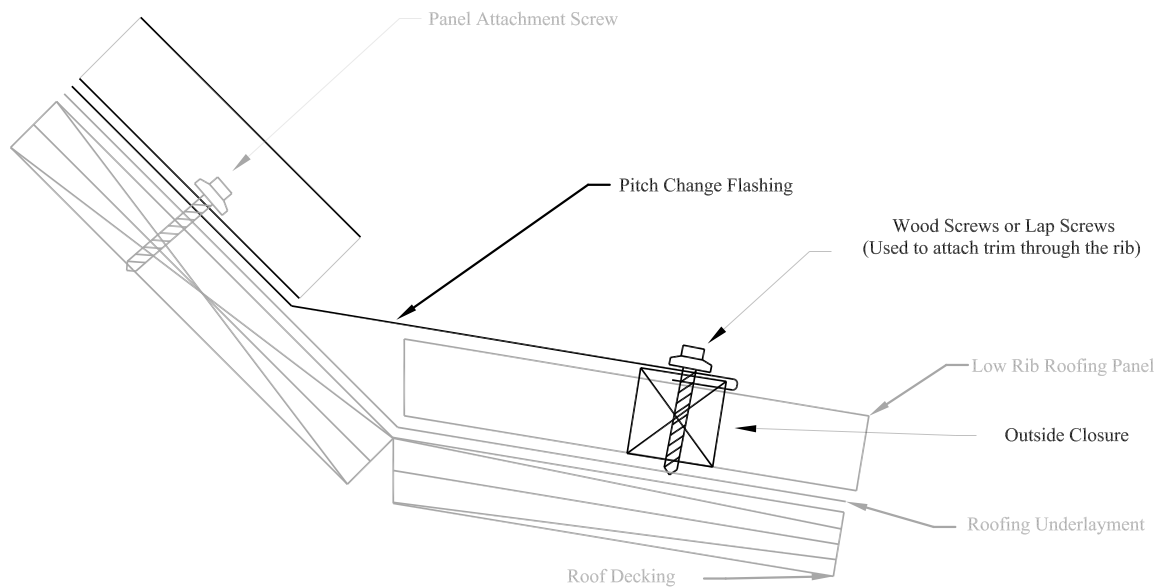 Panel Attachment Screw
Pitch Change Flashing
Wood Screws or Lap Screws
(Used to attach trim through the rib)
Low Rib Roofing Panel
Outside Closure
Roofing Underlayment
Roof Decking